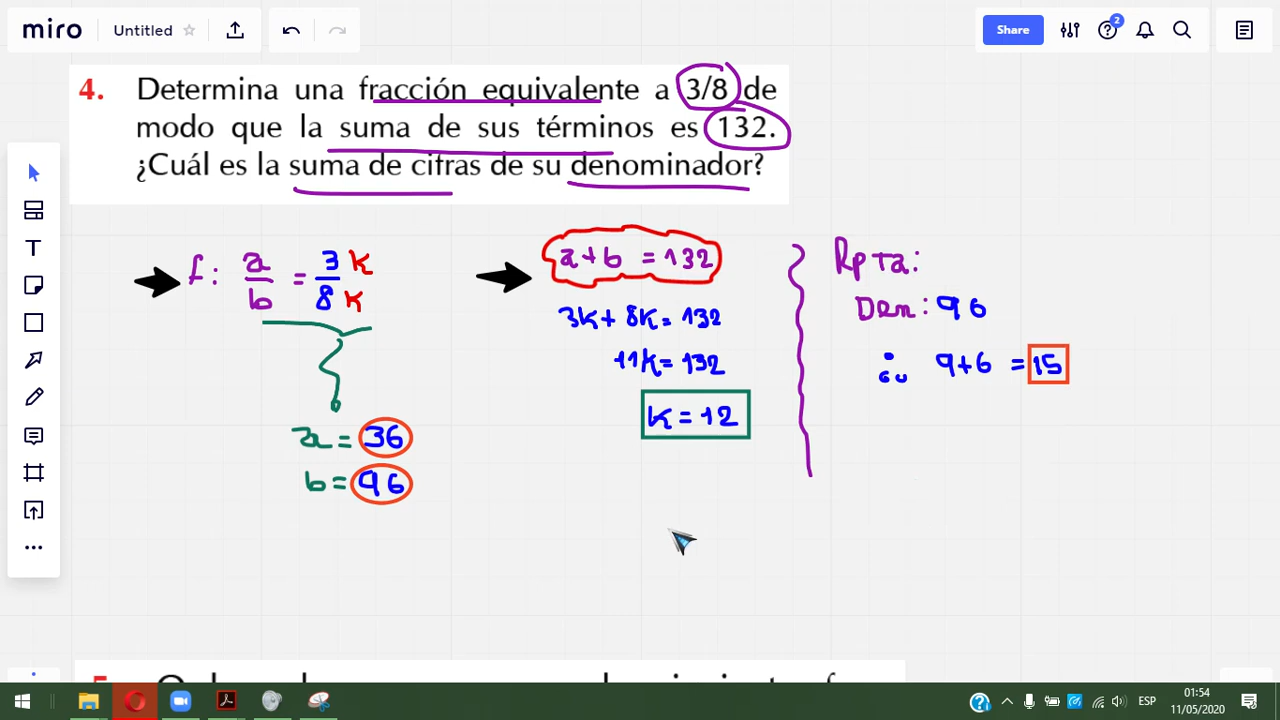 miro
Untitled
Share
2
4. Determina una fracción equivalente a 3/8 de
modo que la suma de sus términos es 132.
¿Cuál es la suma de cifras de su denominador?
f: a/b = 3k/8k
a = 36
b = 96
a+b = 132
3k+8k = 132
11k = 132
k = 12
Rpta:
Den: 96
∴ 9+6 = 15
ESP
01:54
11/05/2020